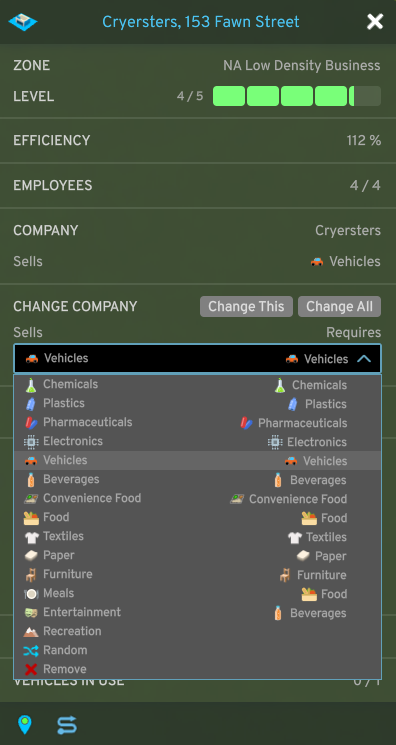 Cryersters, 153 Fawn Street
ZONE NA Low Density Business
LEVEL 4 / 5
EFFICIENCY 112 %
EMPLOYEES 4 / 4
COMPANY Cryersters
Sells Vehicles
CHANGE COMPANY Change This Change All
Sells Requires
Vehicles Vehicles
Chemicals Chemicals
Plastics Plastics
Pharmaceuticals Pharmaceuticals
Electronics Electronics
Vehicles Vehicles
Beverages Beverages
Convenience Food Convenience Food
Food Food
Textiles Textiles
Paper Paper
Furniture Furniture
Meals Food
Entertainment Beverages
Recreation
Random
Remove
VEHICLES IN USE 0 / 1